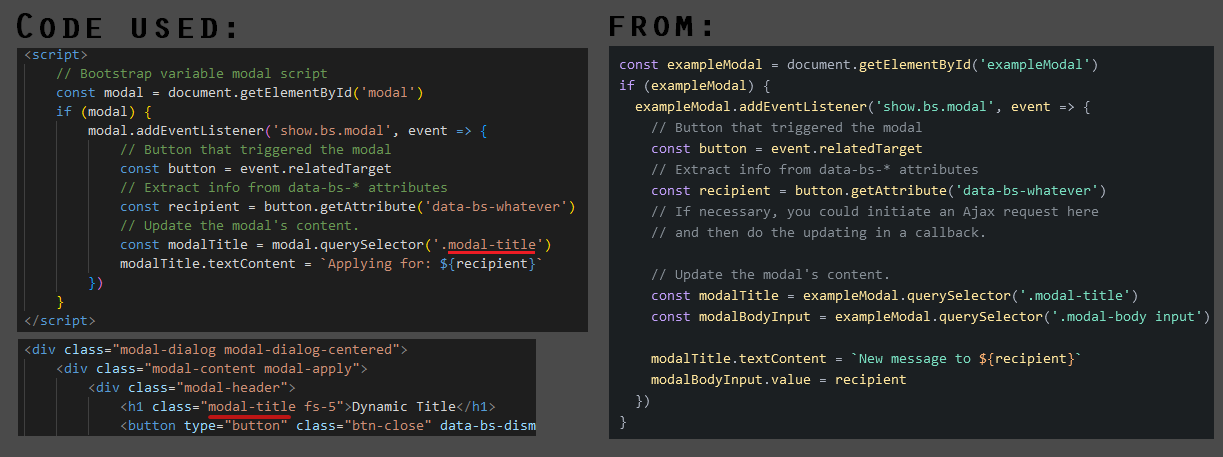 CODE USED:
<script>
    // Bootstrap variable modal script
    const modal = document.getElementById('modal')
    if (modal) {
        modal.addEventListener('show.bs.modal', event => {
            // Button that triggered the modal
            const button = event.relatedTarget
            // Extract info from data-bs-* attributes
            const recipient = button.getAttribute('data-bs-whatever')
            // Update the modal's content.
            const modalTitle = modal.querySelector('.modal-title')
            modalTitle.textContent = `Applying for: ${recipient}`
        })
    }
</script>
<div class="modal-dialog modal-dialog-centered">
    <div class="modal-content modal-apply">
        <div class="modal-header">
            <h1 class="modal-title fs-5">Dynamic Title</h1>
            <button type="button" class="btn-close" data-bs-dism
FROM:
const exampleModal = document.getElementById('exampleModal')
if (exampleModal) {
  exampleModal.addEventListener('show.bs.modal', event => {
    // Button that triggered the modal
    const button = event.relatedTarget
    // Extract info from data-bs-* attributes
    const recipient = button.getAttribute('data-bs-whatever')
    // If necessary, you could initiate an Ajax request here
    // and then do the updating in a callback.
    // Update the modal's content.
    const modalTitle = exampleModal.querySelector('.modal-title')
    const modalBodyInput = exampleModal.querySelector('.modal-body input')
    modalTitle.textContent = `New message to ${recipient}`
    modalBodyInput.value = recipient
  })
}